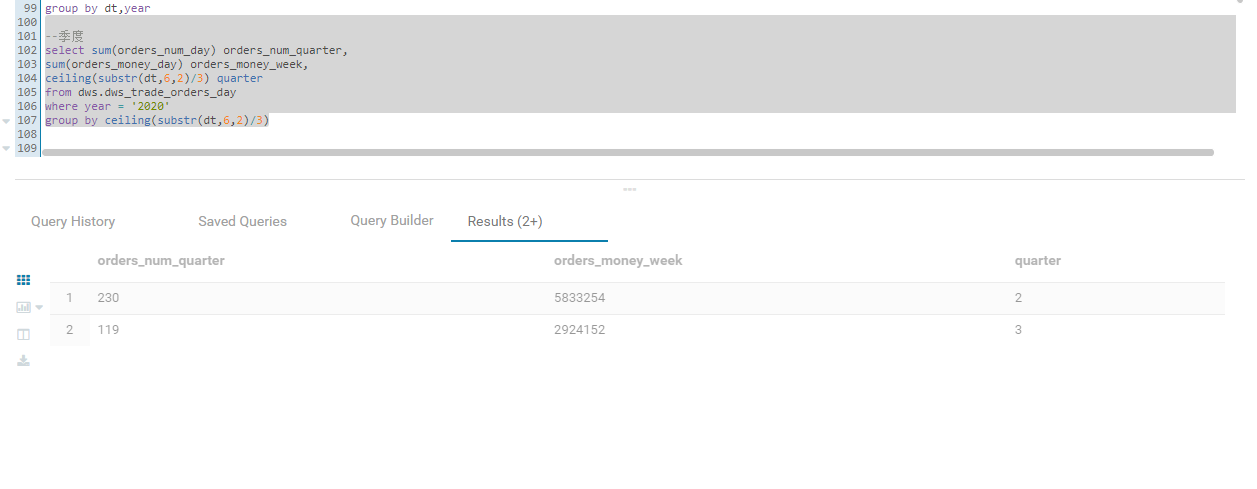 99 group by dt,year
100
101 --季度
102 select sum(orders_num_day) orders_num_quarter,
103 sum(orders_money_day) orders_money_week,
104 ceiling(substr(dt,6,2)/3) quarter
105 from dws.dws_trade_orders_day
106 where year = '2020'
107 group by ceiling(substr(dt,6,2)/3)
108
109
Query History Saved Queries Query Builder Results (2+)
orders_num_quarter orders_money_week quarter
1 230 5833254 2
2 119 2924152 3